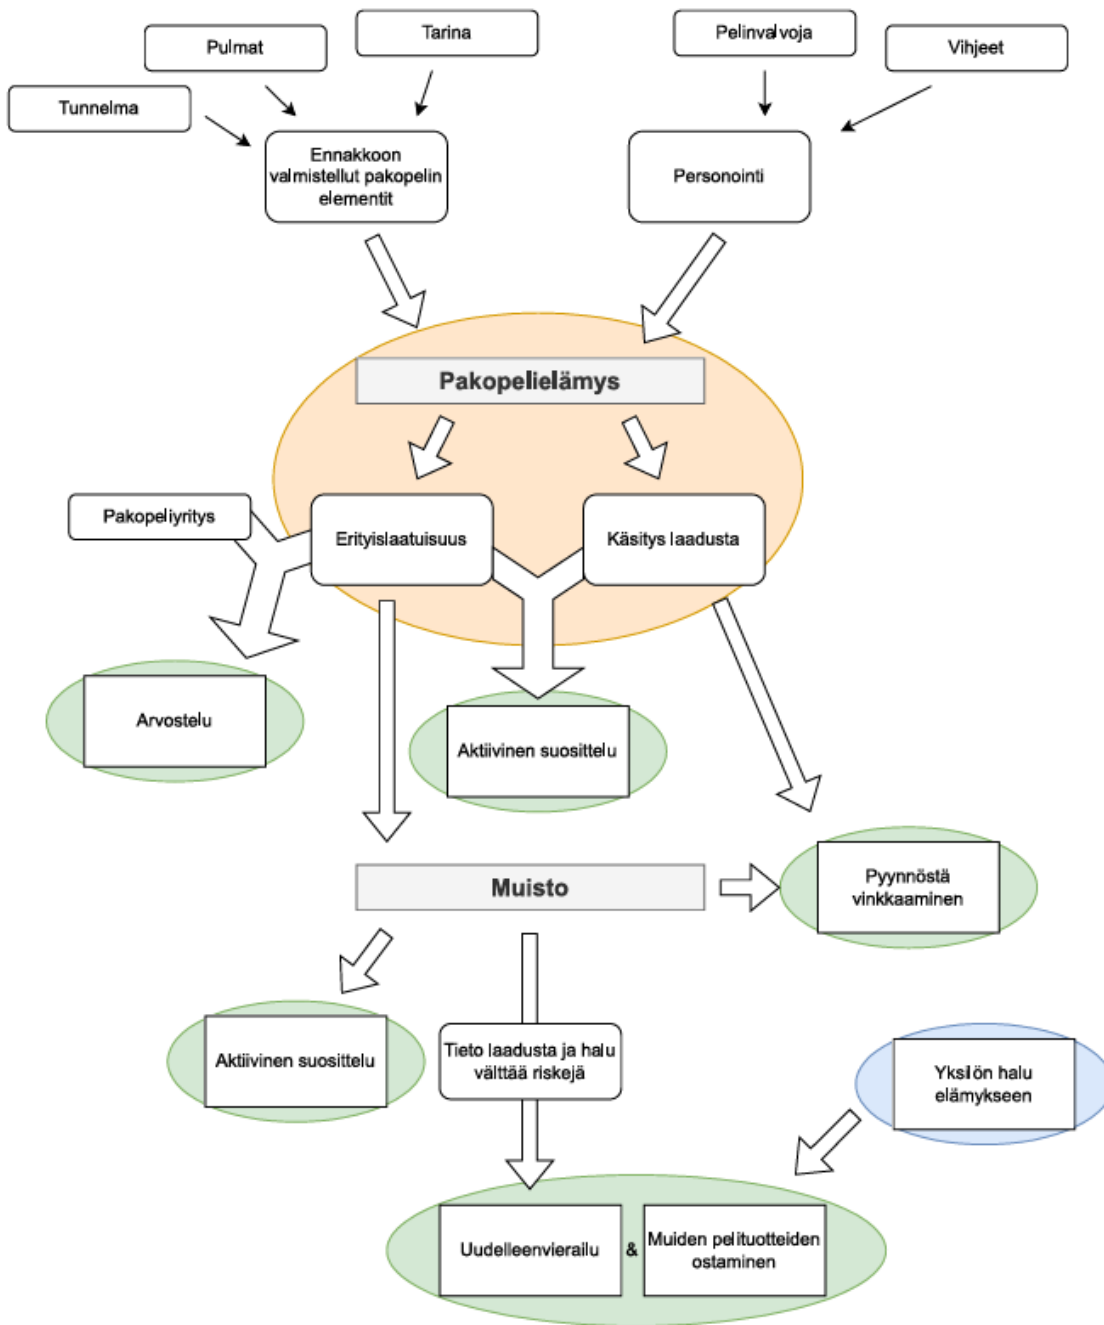 Tarina
Pelinvalvoja
Pulmat
Vihjeet
Tunnelma
Ennakkoon
valmistellut pakopelin
elementit
Personointi
Pakopelielämys
Pakopeliyritys
Erityislaatuisuus
Käsitys laadusta
Arvostelu
Aktiivinen suosittelu
Muisto
Pyynnöstä
vinkkaaminen
Aktiivinen suosittelu
Tieto laadusta ja halu
välttää riskejä
Yksilön halu
elämykseen
Uudelleenvierailu
&
Muiden pelituotteiden
ostaminen